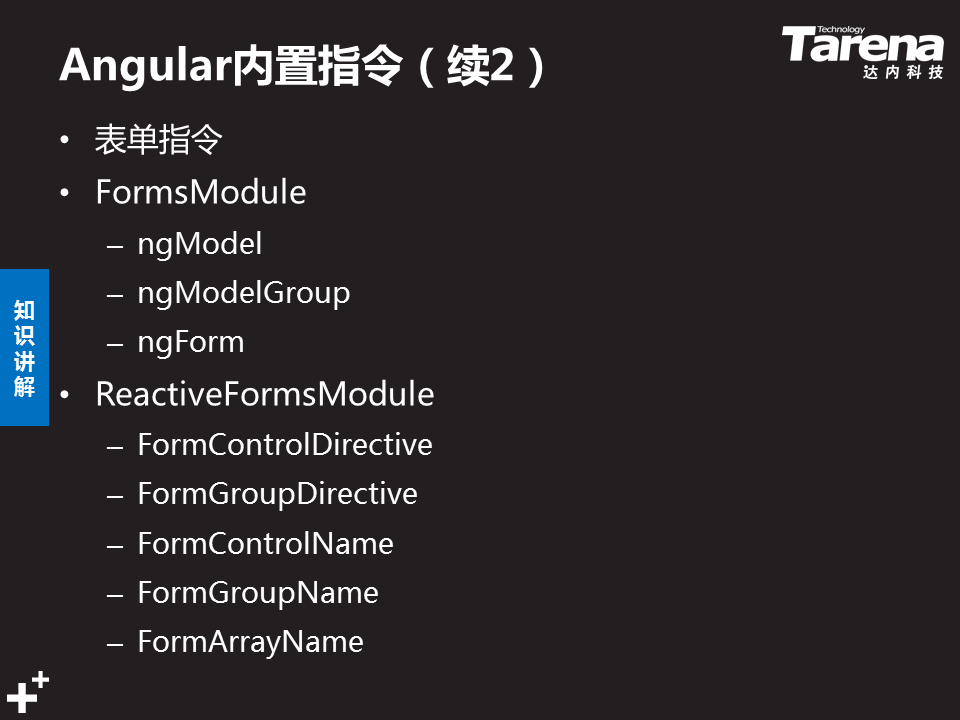 Angular内置指令（续2）
Technology
Tarena
达内科技
• 表单指令
• FormsModule
– ngModel
– ngModelGroup
– ngForm
知识讲解
• ReactiveFormsModule
– FormControlDirective
– FormGroupDirective
– FormControlName
– FormGroupName
– FormArrayName